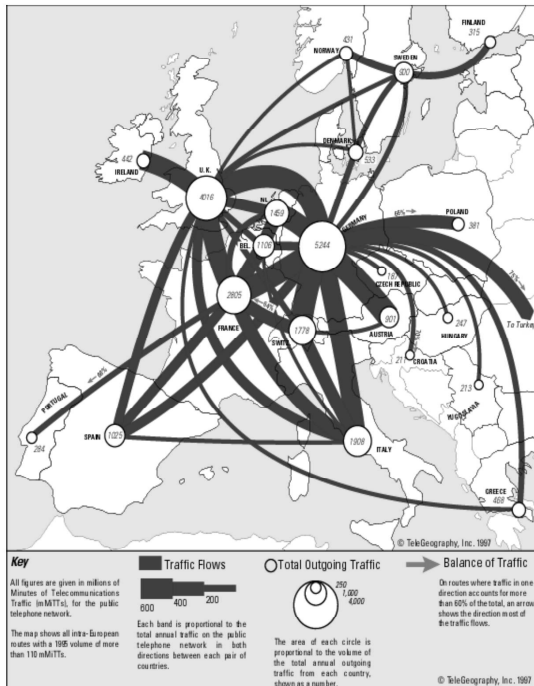 FINLAND
315
NORWAY
431
SWEDEN
900
DENMARK
533
442
IRELAND
U.K.
4016
NL.
1459
GERMANY
BEL.
1106
5244
68%
POLAND
381
187
CZECH REPUBLIC
To Turkey
2805
FRANCE
64%
901
AUSTRIA
247
HUNGARY
1778
SWITZ.
211
CROATIA
213
YUGOSLAVIA
PORTUGAL
284
SPAIN
1025
1908
ITALY
GREECE
468
© TeleGeography, Inc. 1997
Key
All figures are given in millions of
Minutes of Telecommunications
Traffic (mMiTTs), for the public
telephone network.
The map shows all intra-European
routes with a 1995 volume of more
than 110 mMiTTs.
Traffic Flows
600 400 200
Each band is proportional to the
total annual traffic on the public
telephone network in both
directions between each pair of
countries.
Total Outgoing Traffic
250
1,000
4,000
The area of each circle is
proportional to the volume of
the total annual outgoing
traffic from each country,
shown as a number.
Balance of Traffic
On routes where traffic in one
direction accounts for more
than 60% of the total, an arrow
shows the direction most of
the traffic flows.
© TeleGeography, Inc. 1997